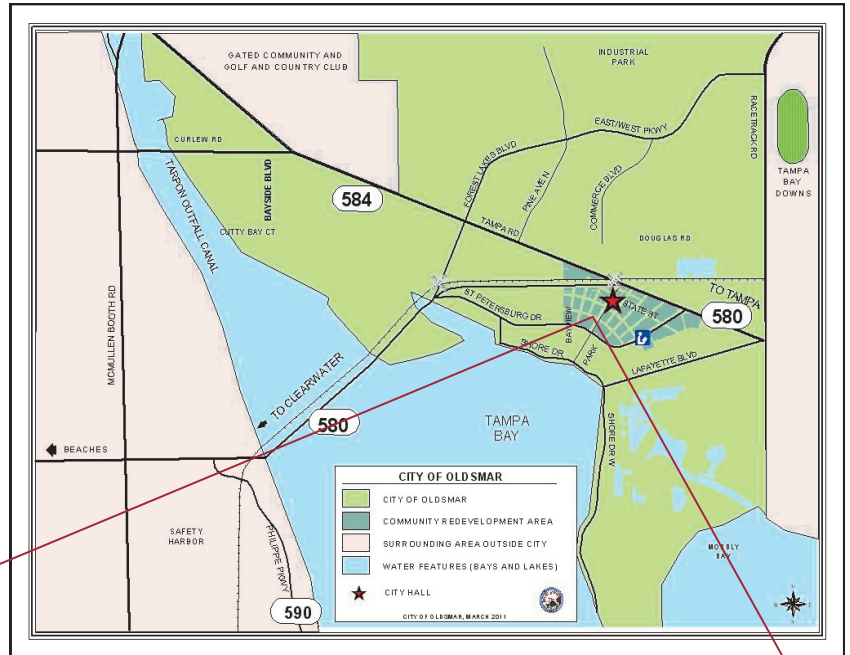 GATED COMMUNITY AND
GOLF AND COUNTRY CLUB
INDUSTRIAL
PARK
EAST/WEST PKWY
RACETRACK RD
CURLEW RD
FOREST LAKES BLVD
PINE AVE N
COMMERCE BLVD
TAMPA
BAY
DOWNS
TARPON OUTFALL CANAL
BAYSIDE BLVD
584
CUTTY BAY CT
TAMPA RD
DOUGLAS RD
MCMULLEN BOOTH RD
ST PETERSBURG DR
BAYVIEW
STATE ST
TO TAMPA
580
SHORE DR
PARK
LAFAYETTE BLVD
TO CLEARWATER
580
TAMPA
BAY
SHORE DR W
BEACHES
SAFETY
HARBOR
PHILIPPE PKWY
590
MOBBLY
BAY
CITY OF OLDSMAR
CITY OF OLDSMAR
COMMUNITY REDEVELOPMENT AREA
SURROUNDING AREA OUTSIDE CITY
WATER FEATURES (BAYS AND LAKES)
CITY HALL
CITY OF OLDSMAR, MARCH 2011